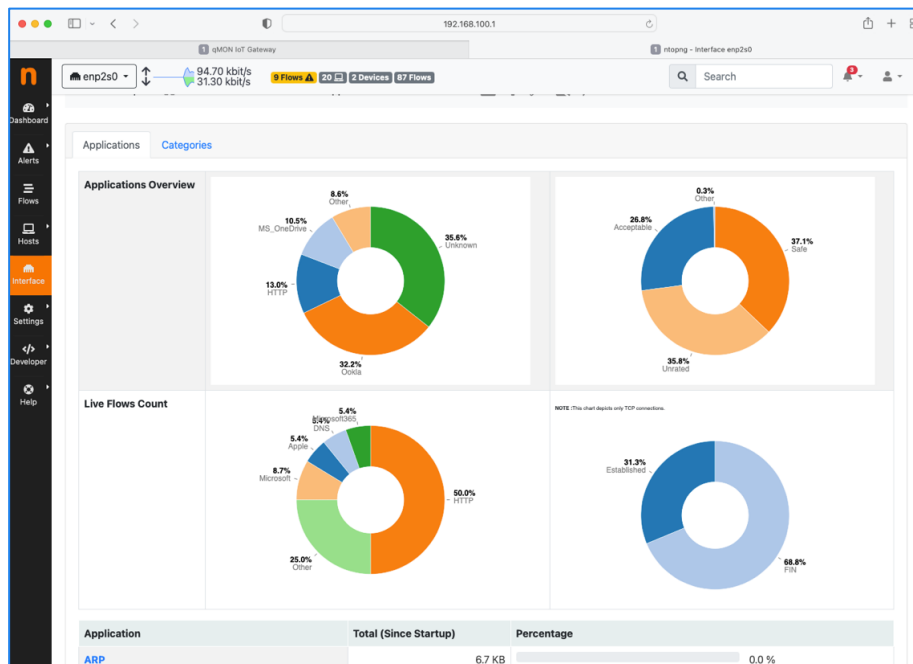 192.168.100.1
1 qMON IoT Gateway
1 ntopng - Interface enp2s0
n
enp2s0
94.70 kbit/s
31.30 kbit/s
9 Flows
20
2 Devices
87 Flows
Search
3
Dashboard
Alerts
Flows
Hosts
Interface
Settings
Developer
Help
Applications
Categories
Applications Overview
8.6%
Other
10.5%
MS_OneDrive
35.6%
Unknown
13.0%
HTTP
32.2%
Ookla
0.3%
Other
26.8%
Acceptable
37.1%
Safe
35.8%
Unrated
Live Flows Count
5.4%
Microsoft365
5.4%
DNS
5.4%
Apple
8.7%
Microsoft
50.0%
HTTP
25.0%
Other
NOTE :This chart depicts only TCP connections.
31.3%
Established
68.8%
FIN
Application
Total (Since Startup)
Percentage
ARP
6.7 KB
0.0 %